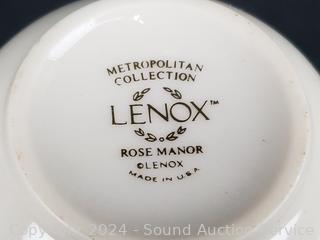 METROPOLITAN
COLLECTION
LENOX™
ROSE MANOR
©LENOX
MADE IN U.S.A
Copyright 2024 - Sound Auction Service